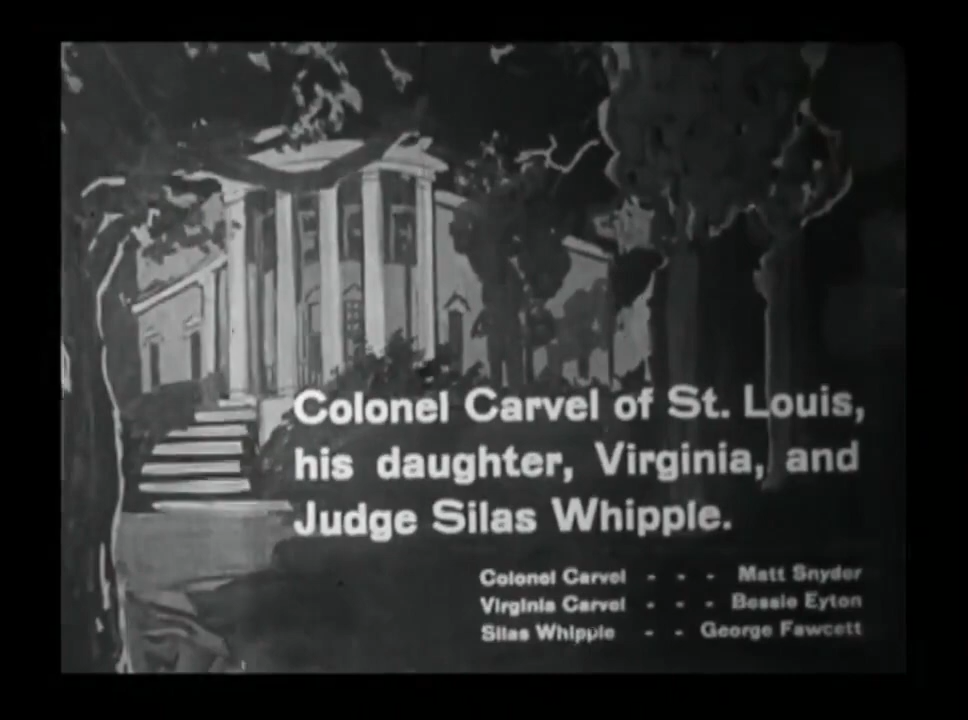 Colonel Carvel of St. Louis,
his daughter, Virginia, and
Judge Silas Whipple.
Colonel Carvel - - - Matt Snyder
Virginia Carvel - - - Bessie Eyton
Silas Whipple - - George Fawcett